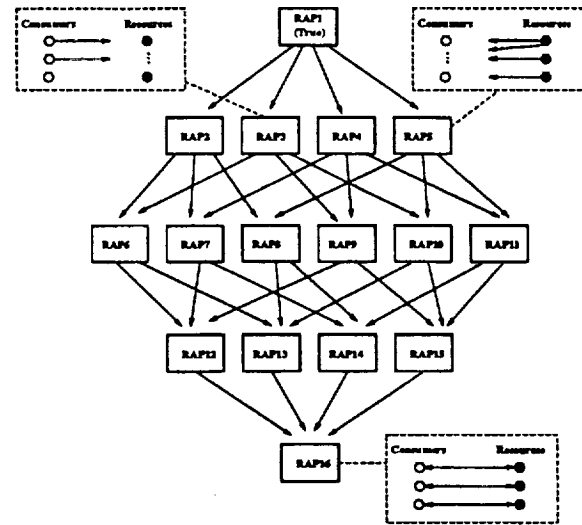 Consumers Resources
RAP1
(True)
Consumers Resources
RAP2 RAP3 RAP4 RAP5
RAP6 RAP7 RAP8 RAP9 RAP10 RAP11
RAP12 RAP13 RAP14 RAP15
RAP16
Consumers Resources